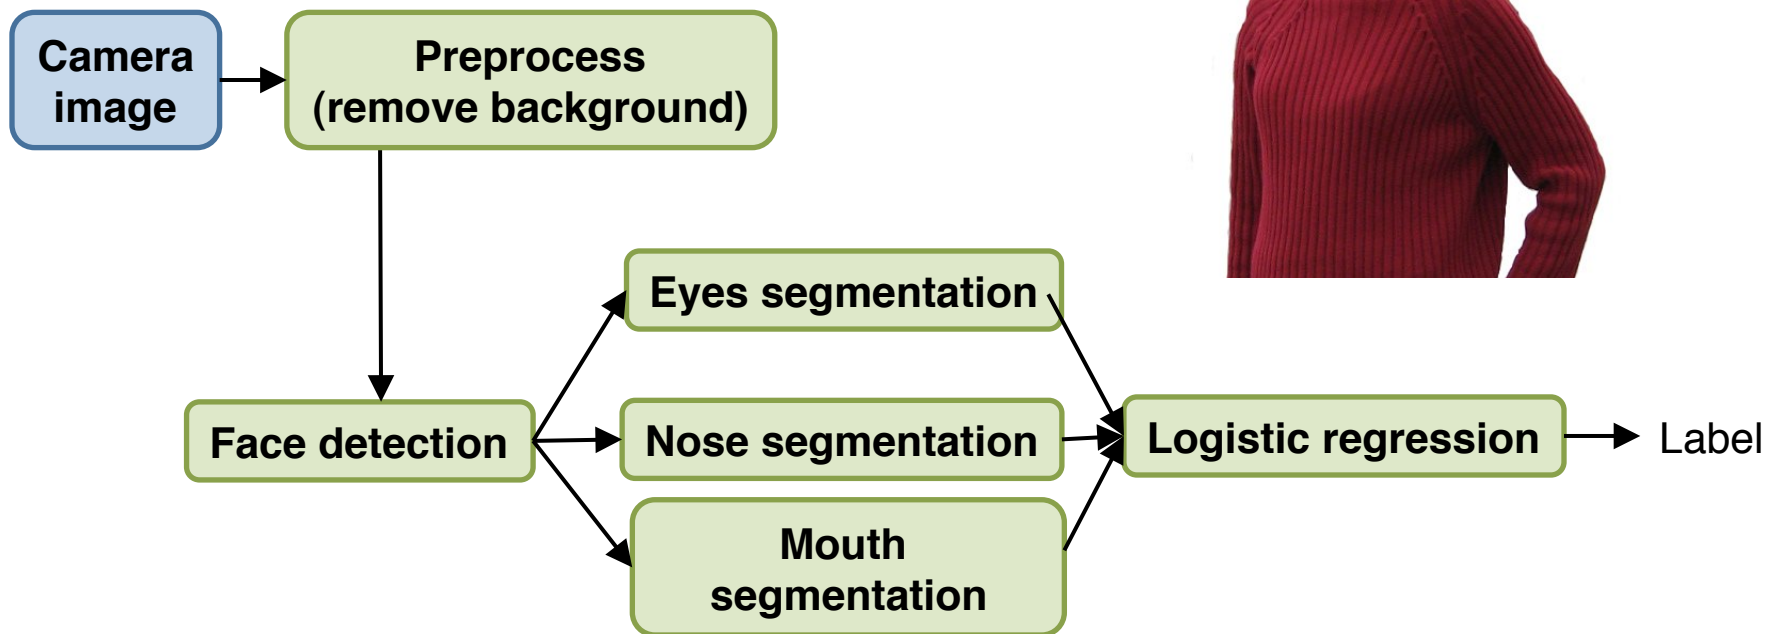 Camera
image
Preprocess
(remove background)
Eyes segmentation
Face detection
Nose segmentation
Logistic regression
Label
Mouth
segmentation